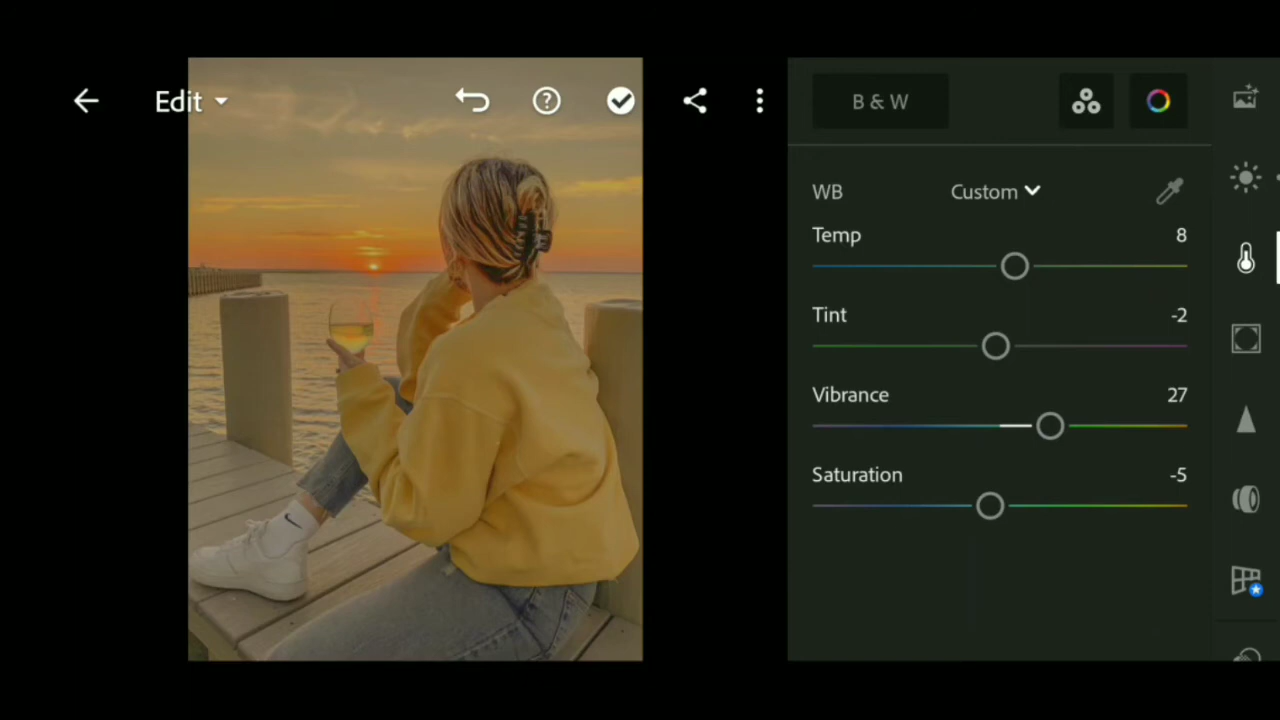 Edit
B & W
WB Custom
Temp 8
Tint -2
Vibrance 27
Saturation -5